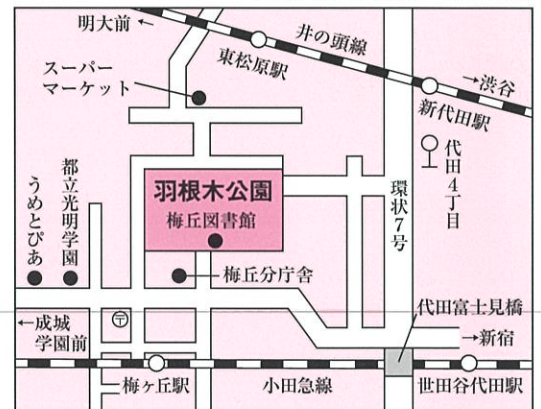 明大前←
井の頭線
東松原駅
→渋谷
スーパー
マーケット
新代田駅
代田4丁目
都立光明学園
うめとぴあ
羽根木公園
梅丘図書館
環状7号
梅丘分庁舎
代田富士見橋
←成城
学園前
〒
→新宿
梅ヶ丘駅
小田急線
世田谷代田駅